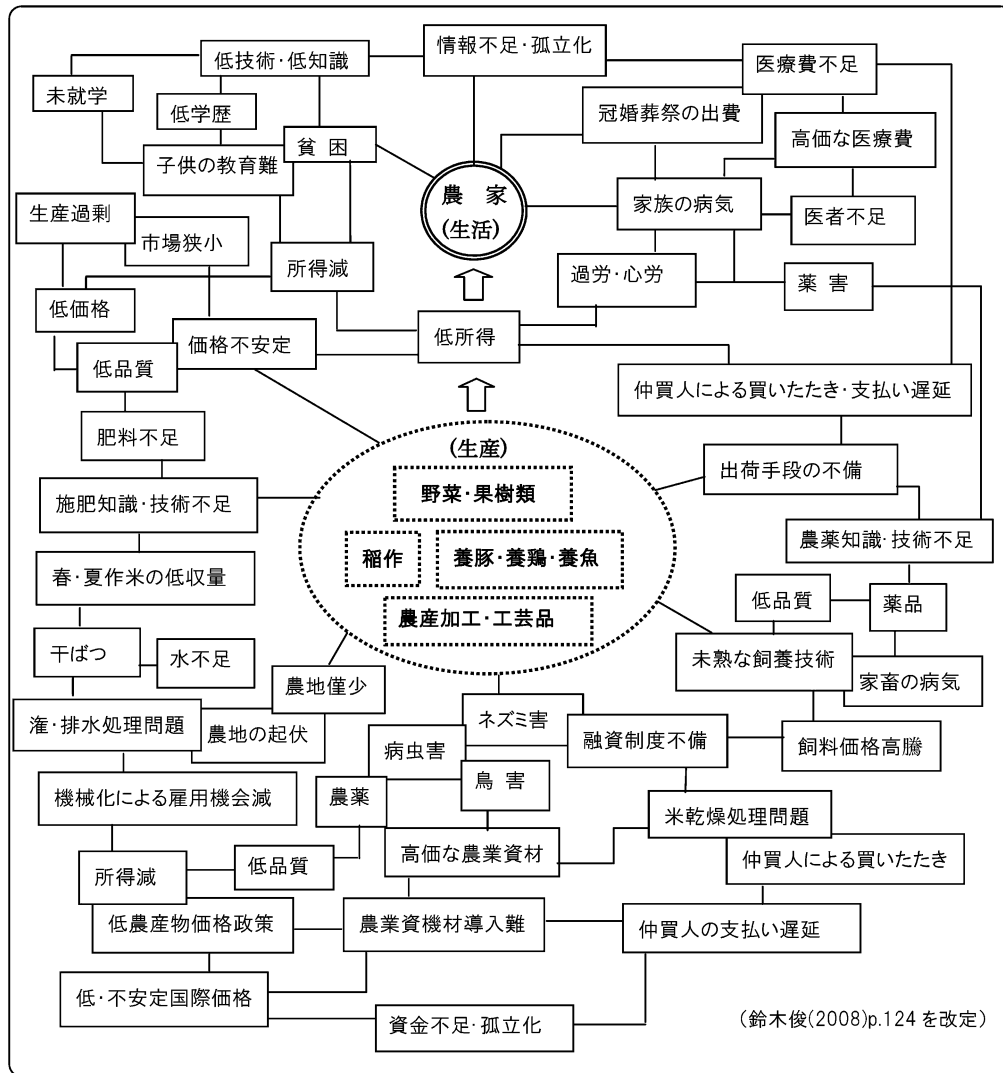 情報不足・孤立化
低技術・低知識
医療費不足
未就学
低学歴
冠婚葬祭の出費
高価な医療費
貧 困
子供の教育難
農 家
(生活)
家族の病気
医者不足
生産過剰
市場狭小
所得減
過労・心労
薬 害
低価格
価格不安定
低所得
低品質
仲買人による買いたたき・支払い遅延
肥料不足
(生産)
出荷手段の不備
野菜・果樹類
施肥知識・技術不足
農薬知識・技術不足
稲作
養豚・養鶏・養魚
春・夏作米の低収量
低品質
薬品
農産加工・工芸品
干ばつ
水不足
未熟な飼養技術
家畜の病気
農地僅少
灌・排水処理問題
農地の起伏
ネズミ害
融資制度不備
飼料価格高騰
病虫害
鳥 害
機械化による雇用機会減
農薬
米乾燥処理問題
高価な農業資材
仲買人による買いたたき
低品質
所得減
低農産物価格政策
農業資機材導入難
仲買人の支払い遅延
低・不安定国際価格
資金不足・孤立化
(鈴木俊(2008)p.124 を改定)